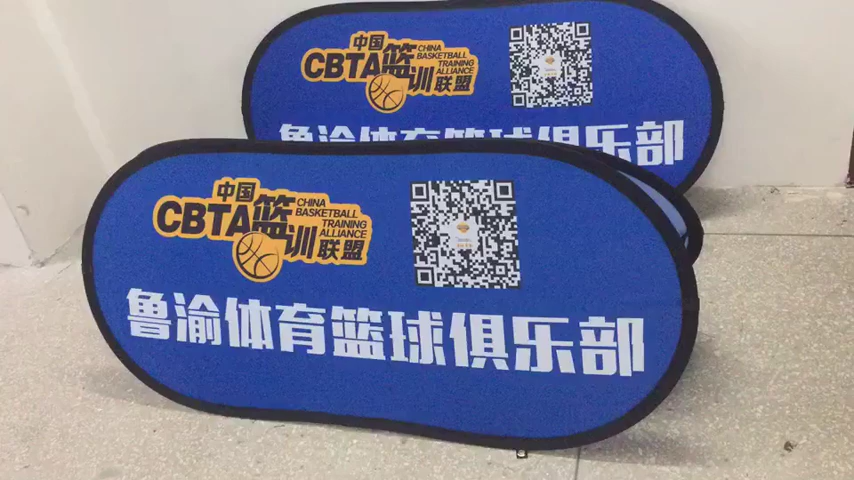 中国
CBTA篮训联盟
CHINA
BASKETBALL
TRAINING
ALLIANCE
鲁渝体育篮球俱乐部
中国
CBTA篮训联盟
CHINA
BASKETBALL
TRAINING
ALLIANCE
鲁渝体育篮球俱乐部